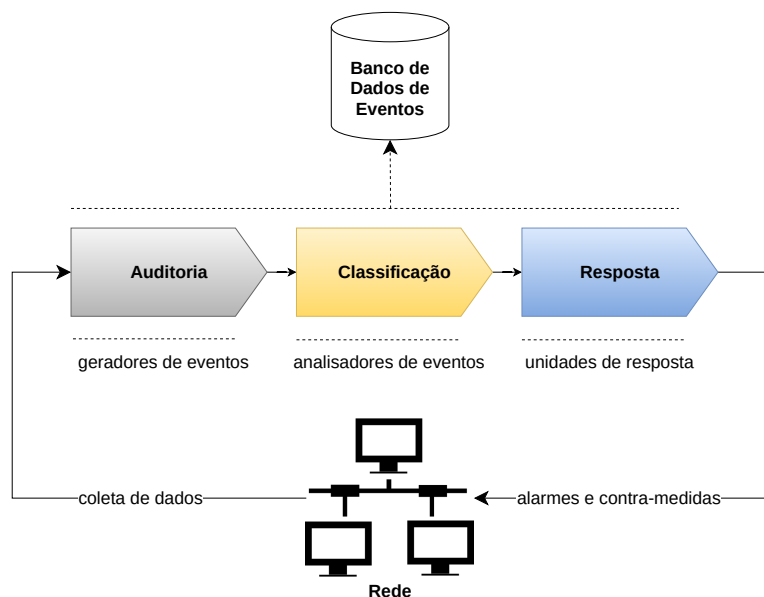 Banco de
Dados de
Eventos
Auditoria
Classificação
Resposta
geradores de eventos
analisadores de eventos
unidades de resposta
coleta de dados
alarmes e contra-medidas
Rede